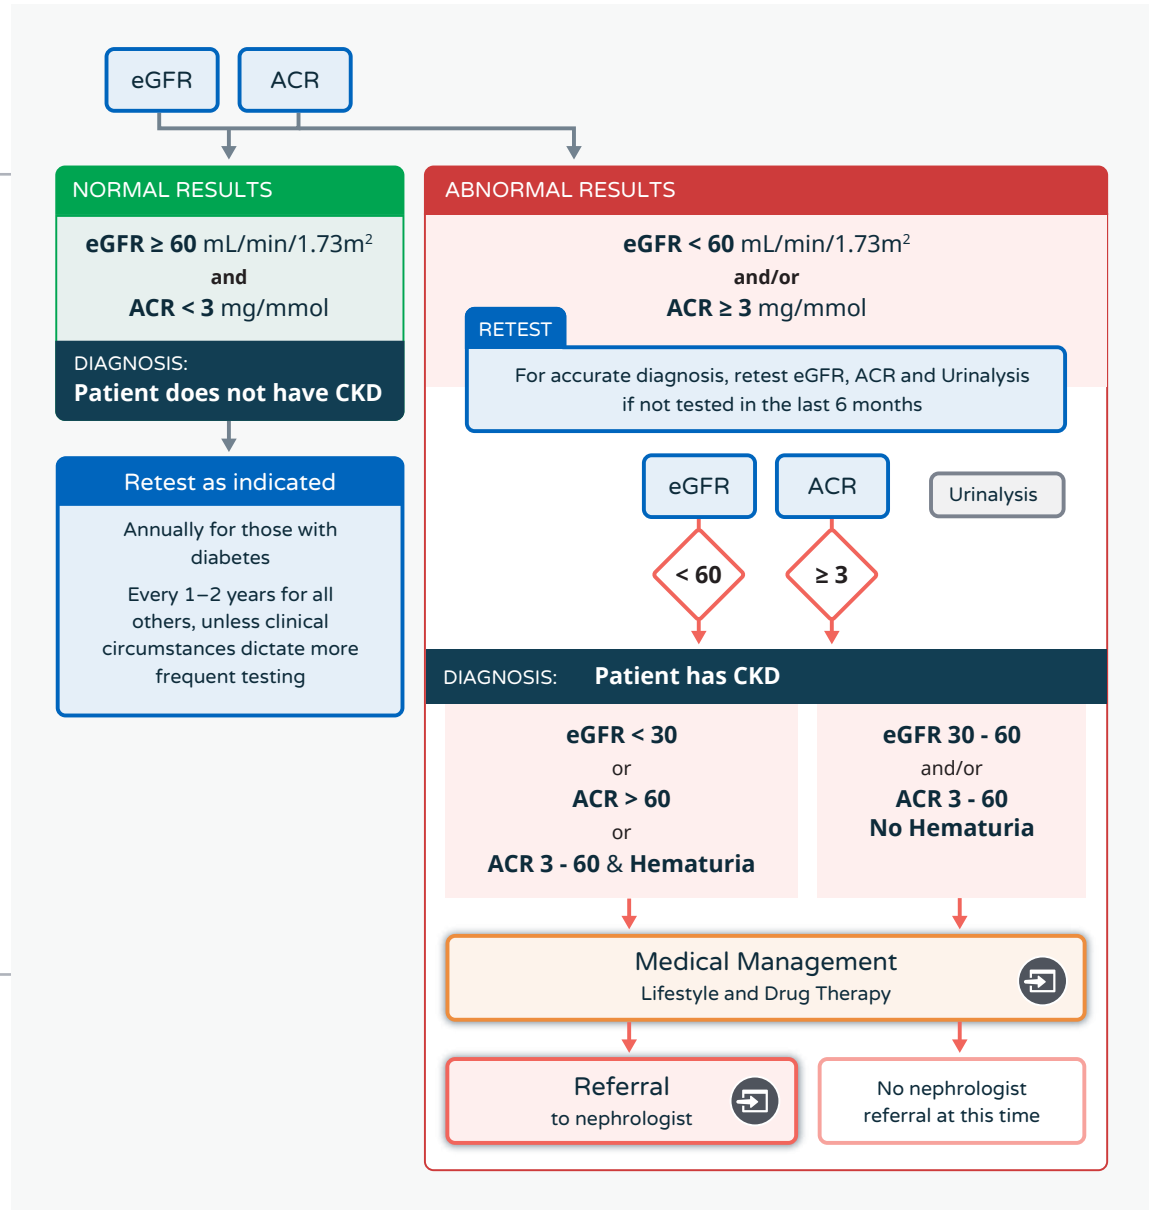 eGFR
ACR
NORMAL RESULTS
eGFR ≥ 60 mL/min/1.73m²
and
ACR < 3 mg/mmol
DIAGNOSIS:
Patient does not have CKD
Retest as indicated
Annually for those with
diabetes
Every 1–2 years for all
others, unless clinical
circumstances dictate more
frequent testing
ABNORMAL RESULTS
eGFR < 60 mL/min/1.73m²
and/or
ACR ≥ 3 mg/mmol
RETEST
For accurate diagnosis, retest eGFR, ACR and Urinalysis
if not tested in the last 6 months
eGFR
ACR
Urinalysis
< 60
≥ 3
DIAGNOSIS: Patient has CKD
eGFR < 30
or
ACR > 60
or
ACR 3 - 60 & Hematuria
eGFR 30 - 60
and/or
ACR 3 - 60
No Hematuria
Medical Management
Lifestyle and Drug Therapy
Referral
to nephrologist
No nephrologist
referral at this time